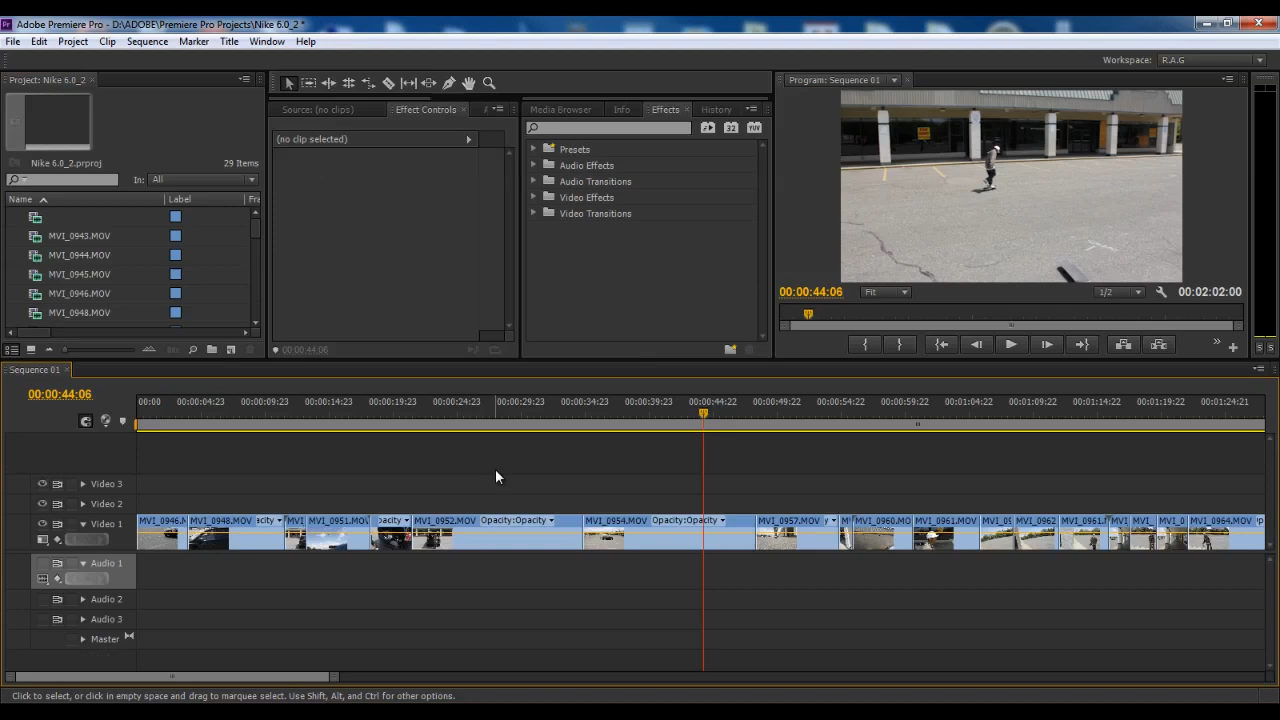 Adobe Premiere Pro - D:\ADOBE\Premiere Pro Projects\Nike 6.0_2 *
File Edit Project Clip Sequence Marker Title Window Help
Workspace: R.A.G
Project: Nike 6.0_2
Source: (no clips) Effect Controls
Media Browser Info Effects History
Program: Sequence 01
(no clip selected)
Nike 6.0_2.prproj 29 Items
In: All
Name Label Fra
MVI_0943.MOV
MVI_0944.MOV
MVI_0945.MOV
MVI_0946.MOV
MVI_0948.MOV
Presets
Audio Effects
Audio Transitions
Video Effects
Video Transitions
00:00:44:06
00:00:44:06 Fit 1/2 00:02:02:00
Sequence 01
00:00:44:06
00:00 00:00:04:23 00:00:09:23 00:00:14:23 00:00:19:23 00:00:24:23 00:00:29:23 00:00:34:23 00:00:39:23 00:00:44:22 00:00:49:22 00:00:54:22 00:00:59:22 00:01:04:22 00:01:09:22 00:01:14:22 00:01:19:22 00:01:24:21
Video 3
Video 2
Video 1
MVI_0946. MVI_0948.MOV acity MVI MVI_0951.MOV pacity MVI_0952.MOV Opacity:Opacity MVI_0954.MOV Opacity:Opacity MVI_0957.MOV MVI_0960.MOV MVI_0961.MOV MVI_0962 MVI_0961. MVI MVI_ MVI_0 MVI_0964.MOV
Audio 1
Audio 2
Audio 3
Master
Click to select, or click in empty space and drag to marquee select. Use Shift, Alt, and Ctrl for other options.